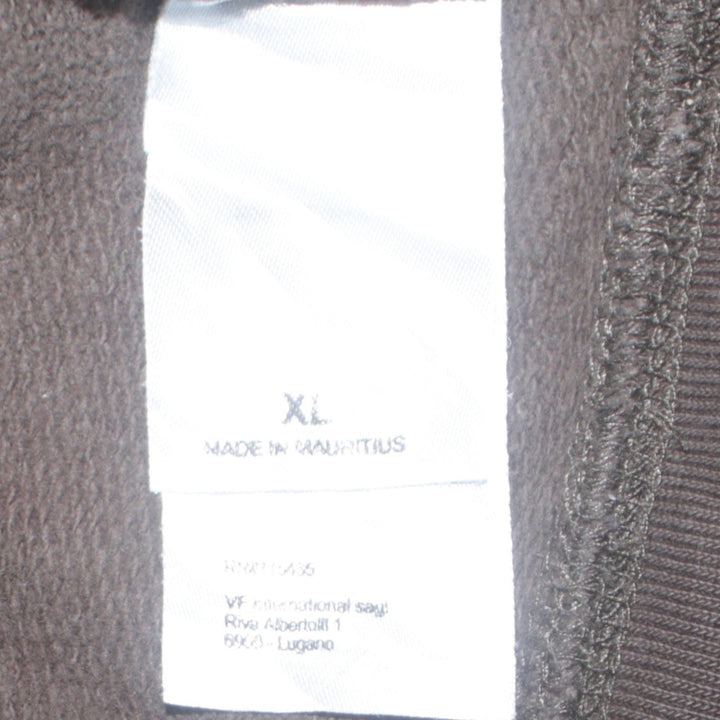 XL
MADE IN MAURITIUS
VF international sagl
Riva Albertolli 1
- Lugano